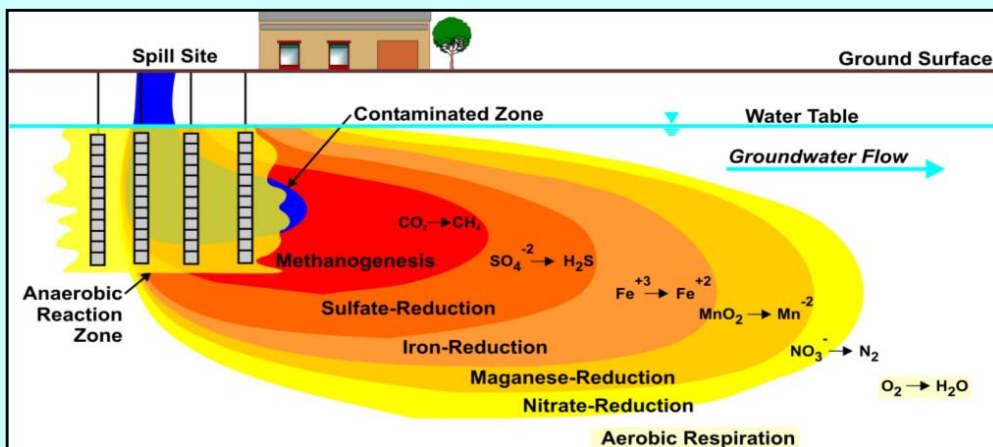 Spill Site
Ground Surface
Contaminated Zone
Water Table
Groundwater Flow
CO₂ → CH₄
Methanogenesis
SO₄⁻² → H₂S
Anaerobic
Reaction
Zone
Fe⁺³ → Fe⁺²
Sulfate-Reduction
MnO₂ → Mn⁻²
Iron-Reduction
NO₃⁻ → N₂
Maganese-Reduction
O₂ → H₂O
Nitrate-Reduction
Aerobic Respiration